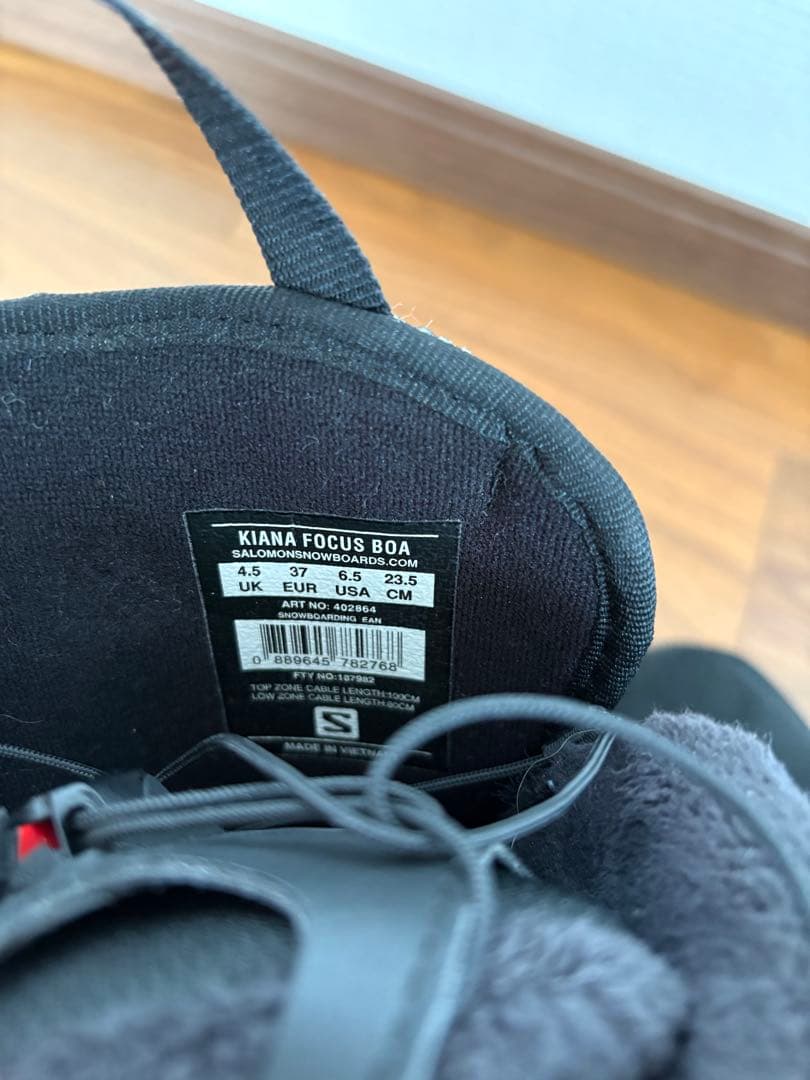 KIANA FOCUS BOA
SALOMONSNOWBOARDS.COM
4.5 37 6.5 23.5
UK EUR USA CM
ART NO: 402864
SNOWBOARDING EAN
0 889645 782768
FTY NO:187982
TOP ZONE CABLE LENGTH:190CM
LOW ZONE CABLE LENGTH:80CM
S
MADE IN VIETNAM